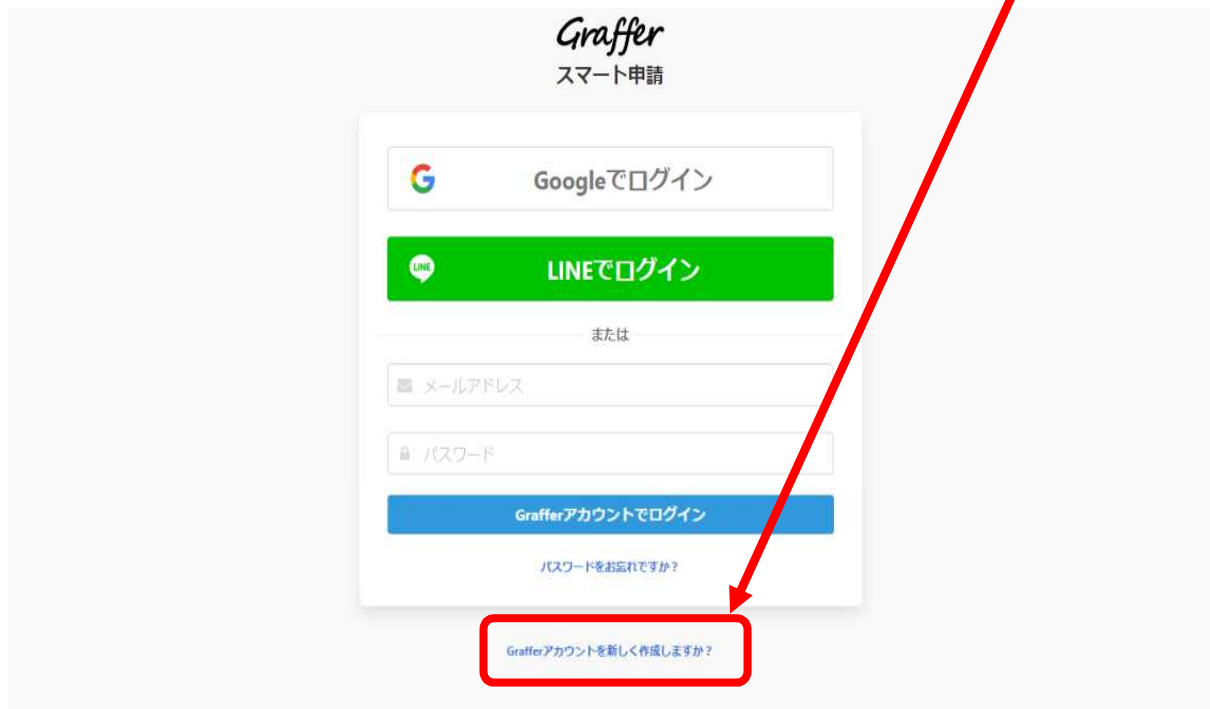 Graffer
スマート申請
Googleでログイン
LINE
LINEでログイン
または
メールアドレス
パスワード
Grafferアカウントでログイン
パスワードをお忘れですか？
Grafferアカウントを新しく作成しますか？